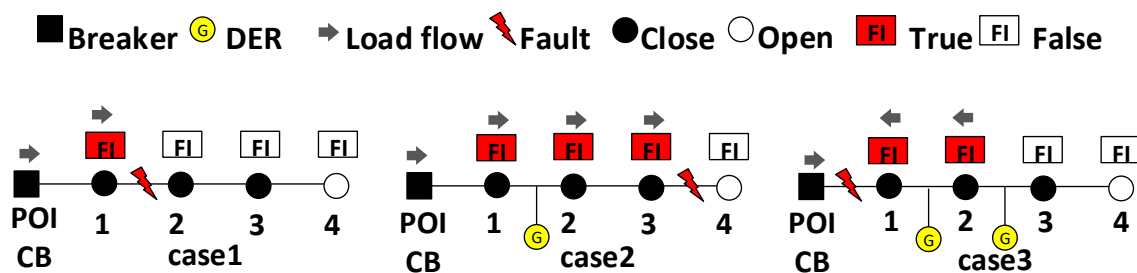 Breaker G DER Load flow Fault Close Open FI True FI False
FI FI FI FI FI FI FI FI FI FI FI FI
POI 1 2 3 4 POI 1 2 3 4 POI 1 2 3 4
G G G
CB case1 CB case2 CB case3